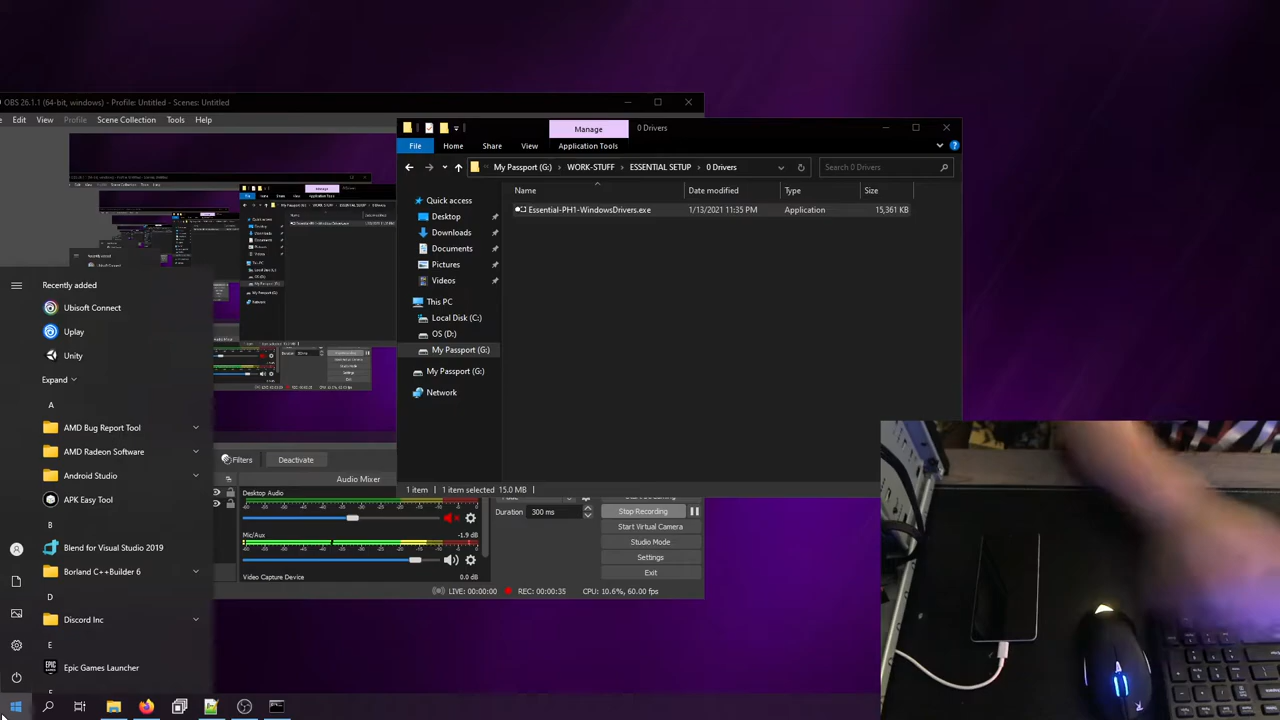 OBS 26.1.1 (64-bit, windows) - Profile: Untitled - Scenes: Untitled
Edit View Profile Scene Collection Tools Help
Manage 0 Drivers
File Home Share View Application Tools
My Passport (G:) > WORK-STUFF > ESSENTIAL SETUP > 0 Drivers Search 0 Drivers
Name Date modified Type Size
Essential-PH1-WindowsDrivers.exe 1/13/2021 11:35 PM Application 15,361 KB
Quick access
Desktop
Downloads
Documents
Pictures
Videos
This PC
Local Disk (C:)
OS (D:)
My Passport (G:)
My Passport (G:)
Network
1 item 1 item selected 15.0 MB
Recently added
Ubisoft Connect
Uplay
Unity
Expand
A
AMD Bug Report Tool
AMD Radeon Software
Android Studio
APK Easy Tool
B
Blend for Visual Studio 2019
Borland C++Builder 6
D
Discord Inc
E
Epic Games Launcher
Filters Deactivate
Audio Mixer
Desktop Audio
Mic/Aux -1.9 dB
Video Capture Device 0.0 dB
Duration 300 ms
Stop Recording
Start Virtual Camera
Studio Mode
Settings
Exit
LIVE: 00:00:00 REC: 00:00:35 CPU: 10.6%, 60.00 fps